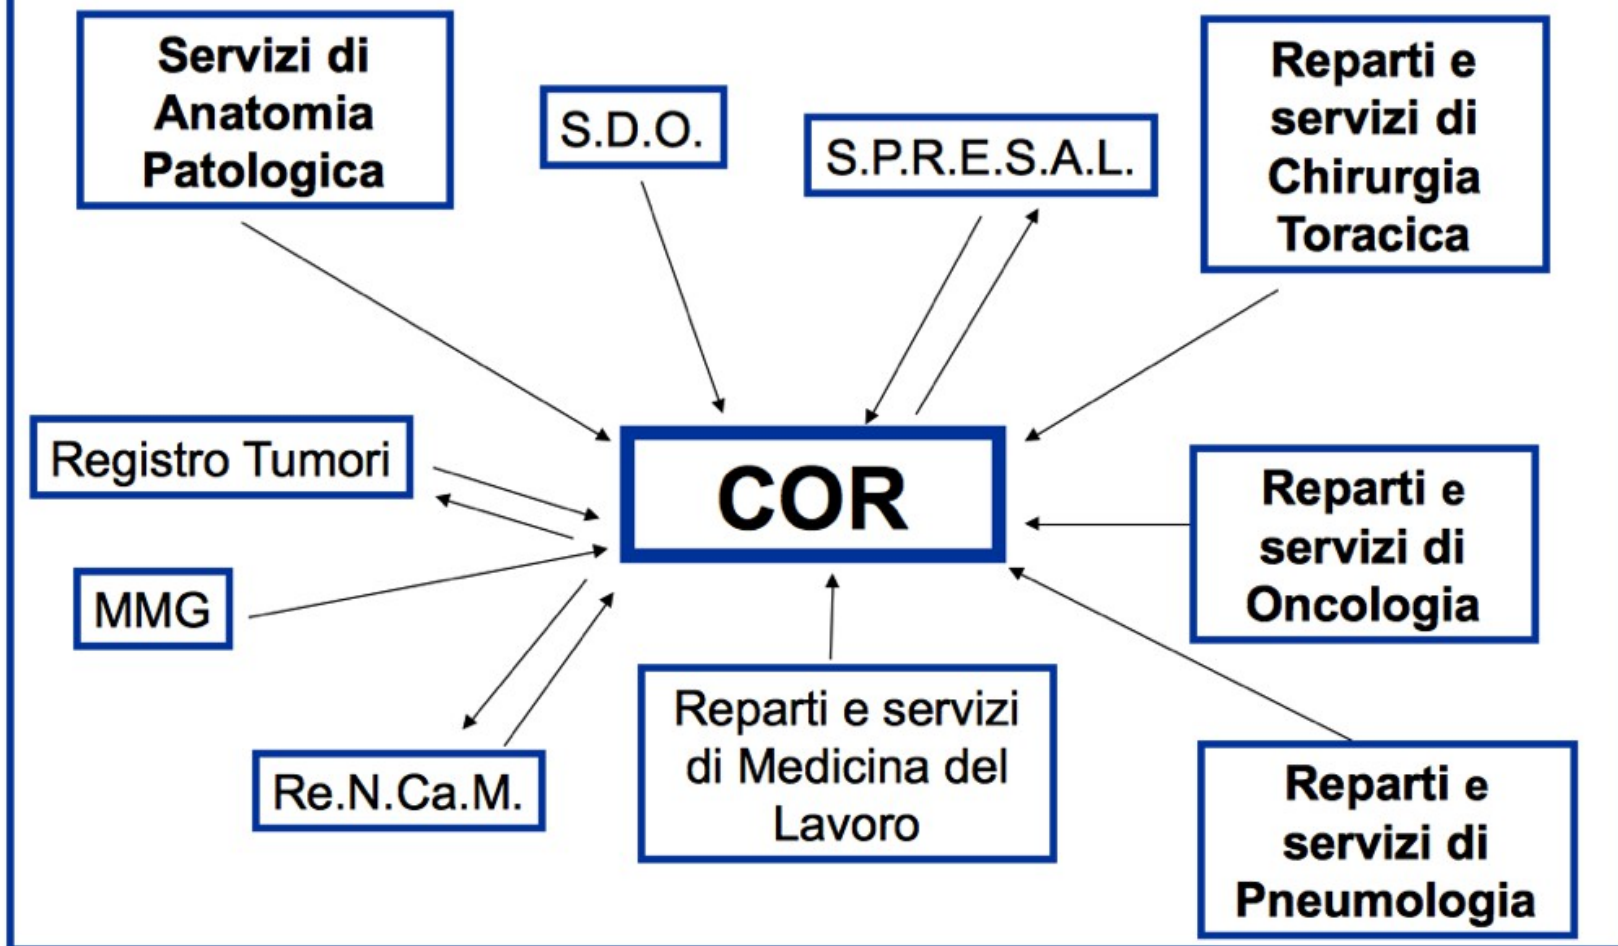 Servizi di
Anatomia
Patologica
S.D.O.
S.P.R.E.S.A.L.
Reparti e
servizi di
Chirurgia
Toracica
Registro Tumori
COR
Reparti e
servizi di
Oncologia
MMG
Re.N.Ca.M.
Reparti e servizi
di Medicina del
Lavoro
Reparti e
servizi di
Pneumologia